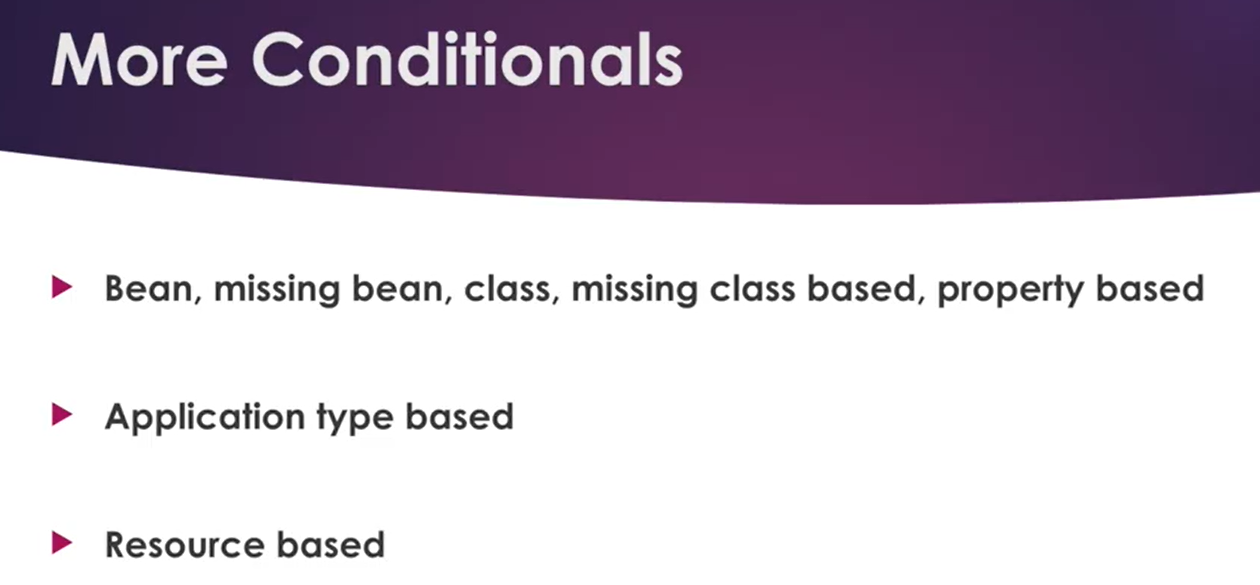 More Conditionals
Bean, missing bean, class, missing class based, property based
Application type based
Resource based